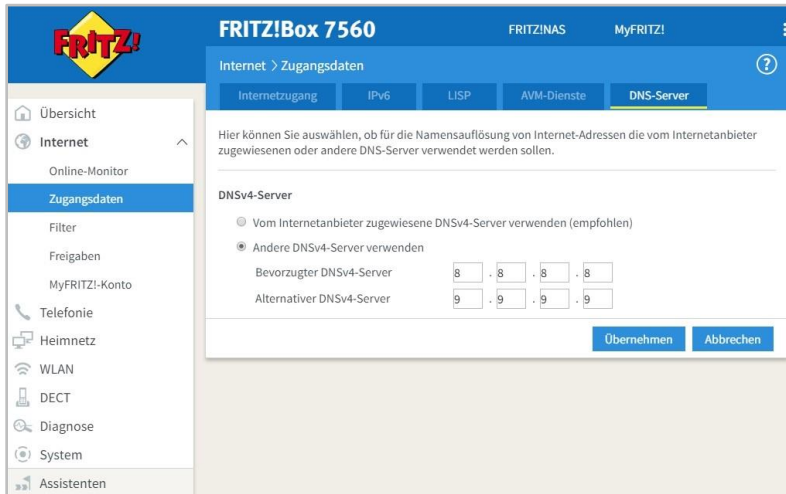 FRITZ!
FRITZ!Box 7560
FRITZ!NAS
MyFRITZ!
Internet > Zugangsdaten
?
Internetzugang
IPv6
LISP
AVM-Dienste
DNS-Server
Übersicht
Internet
Online-Monitor
Zugangsdaten
Filter
Freigaben
MyFRITZ!-Konto
Telefonie
Heimnetz
WLAN
DECT
Diagnose
System
Assistenten
Hier können Sie auswählen, ob für die Namensauflösung von Internet-Adressen die vom Internetanbieter
zugewiesenen oder andere DNS-Server verwendet werden sollen.
DNSv4-Server
Vom Internetanbieter zugewiesene DNSv4-Server verwenden (empfohlen)
Andere DNSv4-Server verwenden
Bevorzugter DNSv4-Server 8 . 8 . 8 . 8
Alternativer DNSv4-Server 9 . 9 . 9 . 9
Übernehmen
Abbrechen